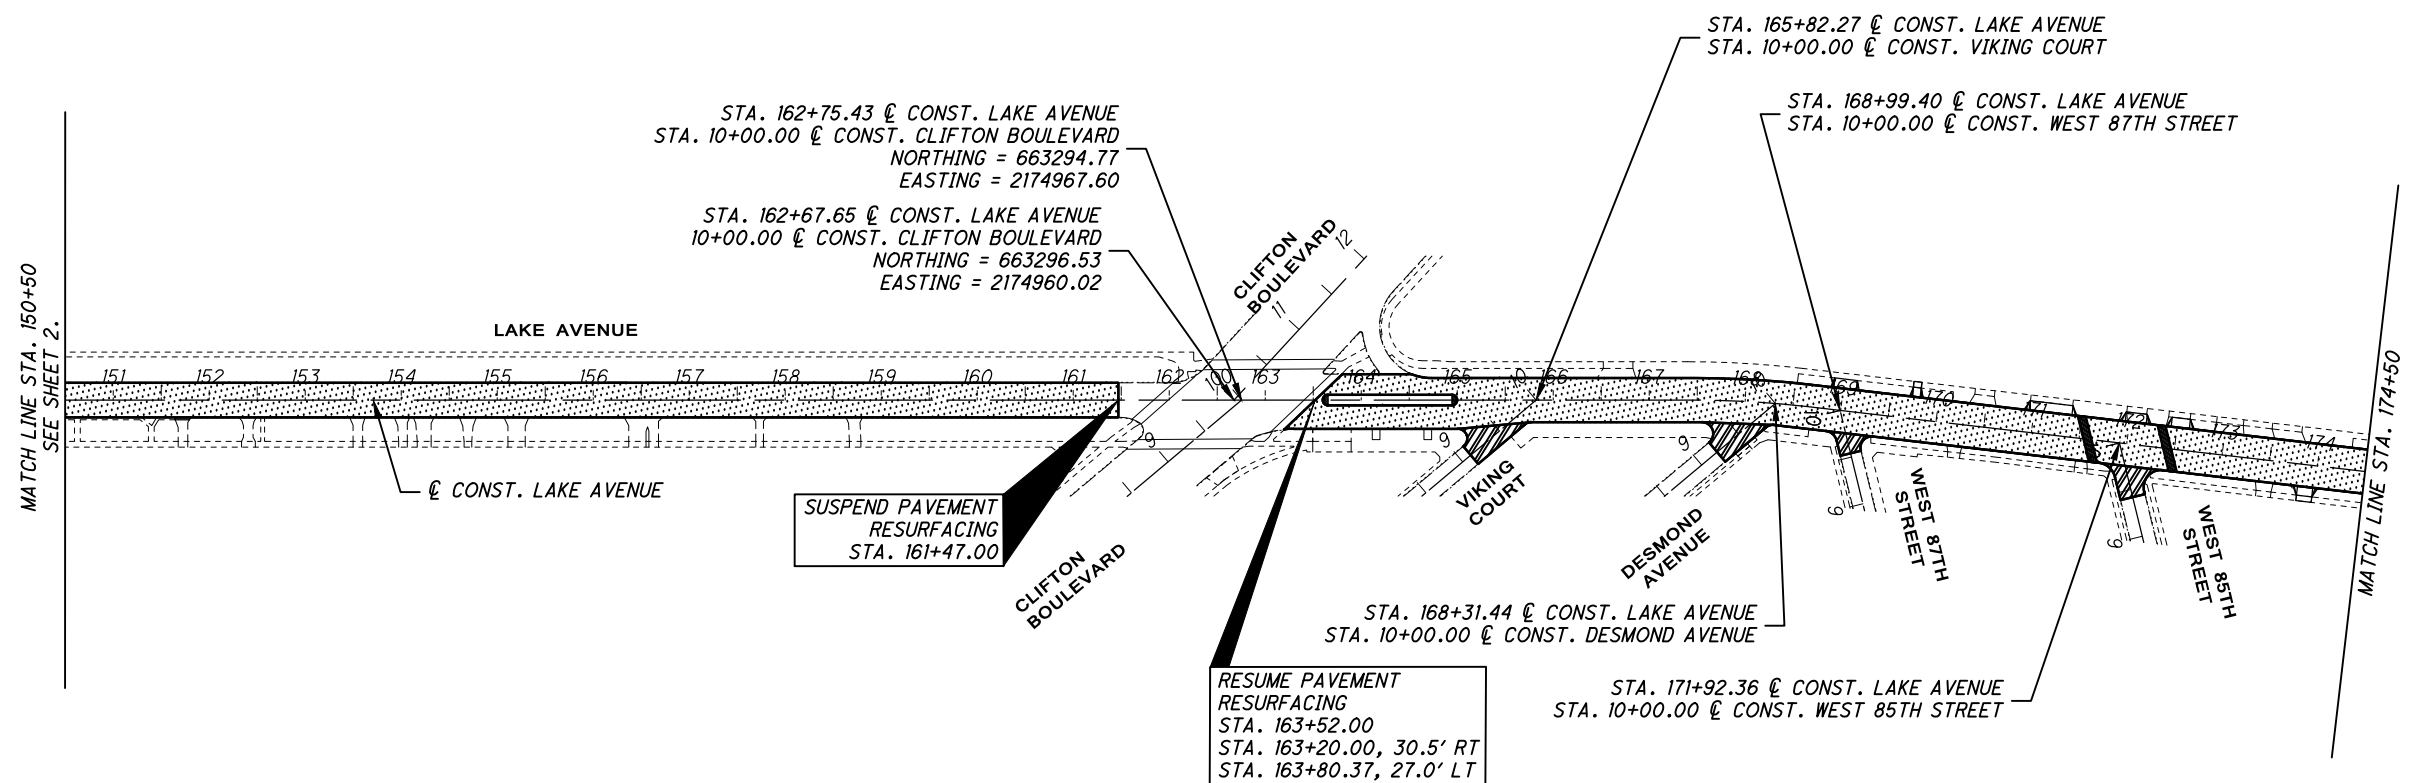 STA. 165+82.27 ℄ CONST. LAKE AVENUE
STA. 10+00.00 ℄ CONST. VIKING COURT
STA. 162+75.43 ℄ CONST. LAKE AVENUE
STA. 10+00.00 ℄ CONST. CLIFTON BOULEVARD
NORTHING = 663294.77
EASTING = 2174967.60
STA. 168+99.40 ℄ CONST. LAKE AVENUE
STA. 10+00.00 ℄ CONST. WEST 87TH STREET
STA. 162+67.65 ℄ CONST. LAKE AVENUE
10+00.00 ℄ CONST. CLIFTON BOULEVARD
NORTHING = 663296.53
EASTING = 2174960.02
CLIFTON
BOULEVARD
12
11
MATCH LINE STA. 150+50
SEE SHEET 2.
LAKE AVENUE
151 152 153 154 155 156 157 158 159 160 161 162 100 163 164 165 10 166 167 168 10 169 170 171 172 173 174
10
9
9
9
9
9
℄ CONST. LAKE AVENUE
SUSPEND PAVEMENT
RESURFACING
STA. 161+47.00
CLIFTON
BOULEVARD
VIKING
COURT
DESMOND
AVENUE
WEST 87TH
STREET
WEST 85TH
STREET
MATCH LINE STA. 174+50
STA. 168+31.44 ℄ CONST. LAKE AVENUE
STA. 10+00.00 ℄ CONST. DESMOND AVENUE
RESUME PAVEMENT
RESURFACING
STA. 163+52.00
STA. 163+20.00, 30.5' RT
STA. 163+80.37, 27.0' LT
STA. 171+92.36 ℄ CONST. LAKE AVENUE
STA. 10+00.00 ℄ CONST. WEST 85TH STREET